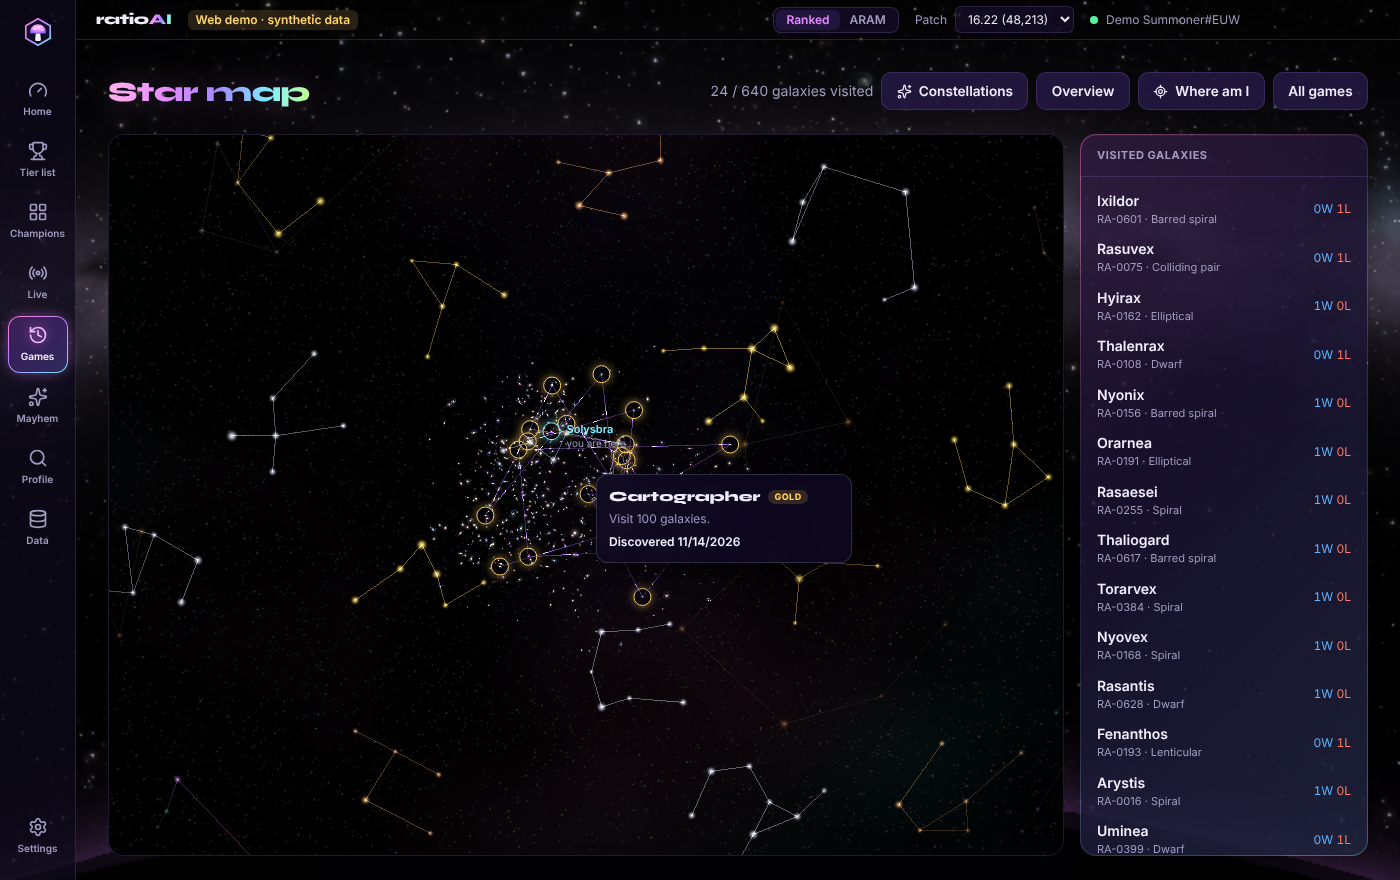 ratioAI
Web demo · synthetic data
Ranked
ARAM
Patch
16.22 (48,213)
Demo Summoner#EUW
Home
Tier list
Champions
Live
Games
Mayhem
Profile
Data
Settings
Star map
24 / 640 galaxies visited
Constellations
Overview
Where am I
All games
Solysbra
you are here
Cartographer
GOLD
Visit 100 galaxies.
Discovered 11/14/2026
VISITED GALAXIES
Ixildor
RA-0601 · Barred spiral
0W 1L
Rasuvex
RA-0075 · Colliding pair
0W 1L
Hyirax
RA-0162 · Elliptical
1W 0L
Thalenrax
RA-0108 · Dwarf
0W 1L
Nyonix
RA-0156 · Barred spiral
1W 0L
Orarnea
RA-0191 · Elliptical
1W 0L
Rasaesei
RA-0255 · Spiral
1W 0L
Thaliogard
RA-0617 · Barred spiral
1W 0L
Torarvex
RA-0384 · Spiral
1W 0L
Nyovex
RA-0168 · Spiral
1W 0L
Rasantis
RA-0628 · Dwarf
1W 0L
Fenanthos
RA-0193 · Lenticular
0W 1L
Arystis
RA-0016 · Spiral
1W 0L
Uminea
RA-0399 · Dwarf
0W 1L